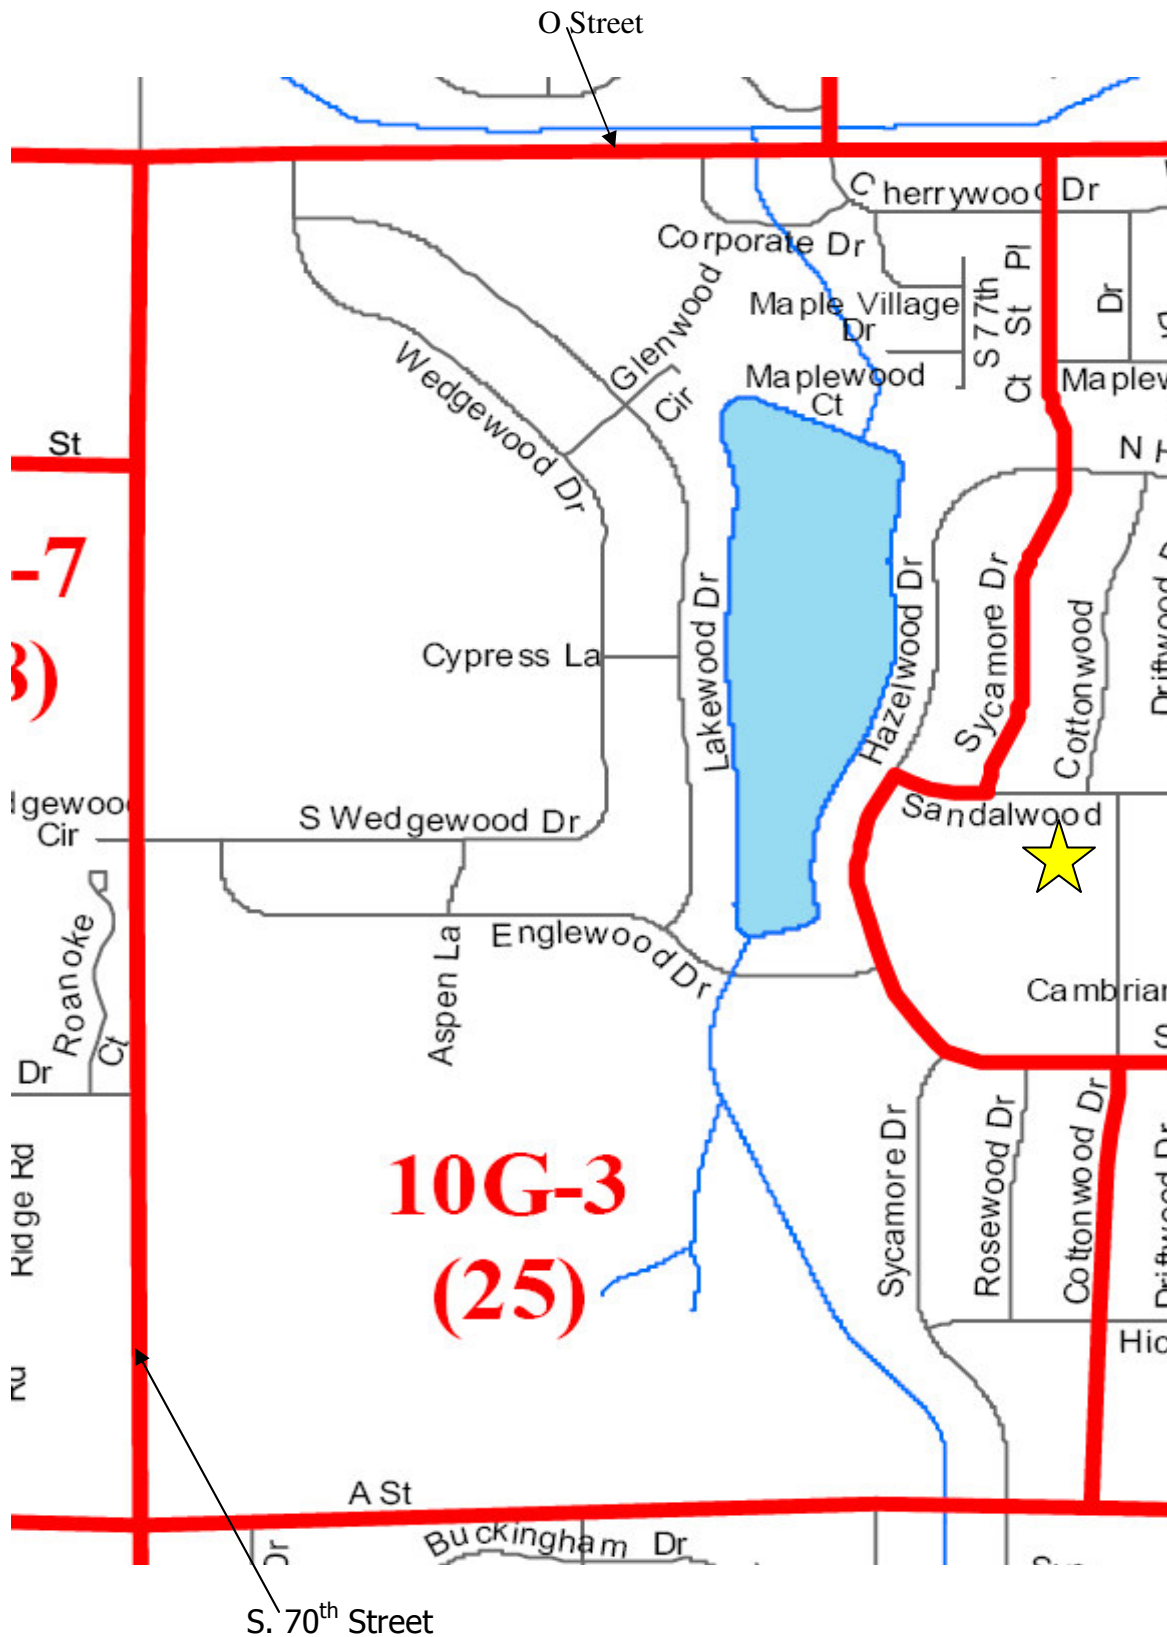 O Street
Cherrywood Dr
Corporate Dr
Glenwood
Cir
Maple Village
Dr
S 77th
St Pl
Ct
Dr
Wedgewood Dr
Maplewood
Ct
St
-7
Lakewood Dr
Hazelwood Dr
Sycamore Dr
Cottonwood
Cypress La
Sandalwood
S Wedgewood Dr
Cir
Roanoke
Ct
Englewood Dr
Aspen La
Dr
Ridge Rd
10G-3
(25)
Sycamore Dr
Rosewood Dr
Cottonwood Dr
A St
Buckingham Dr
Dr
S. 70th Street